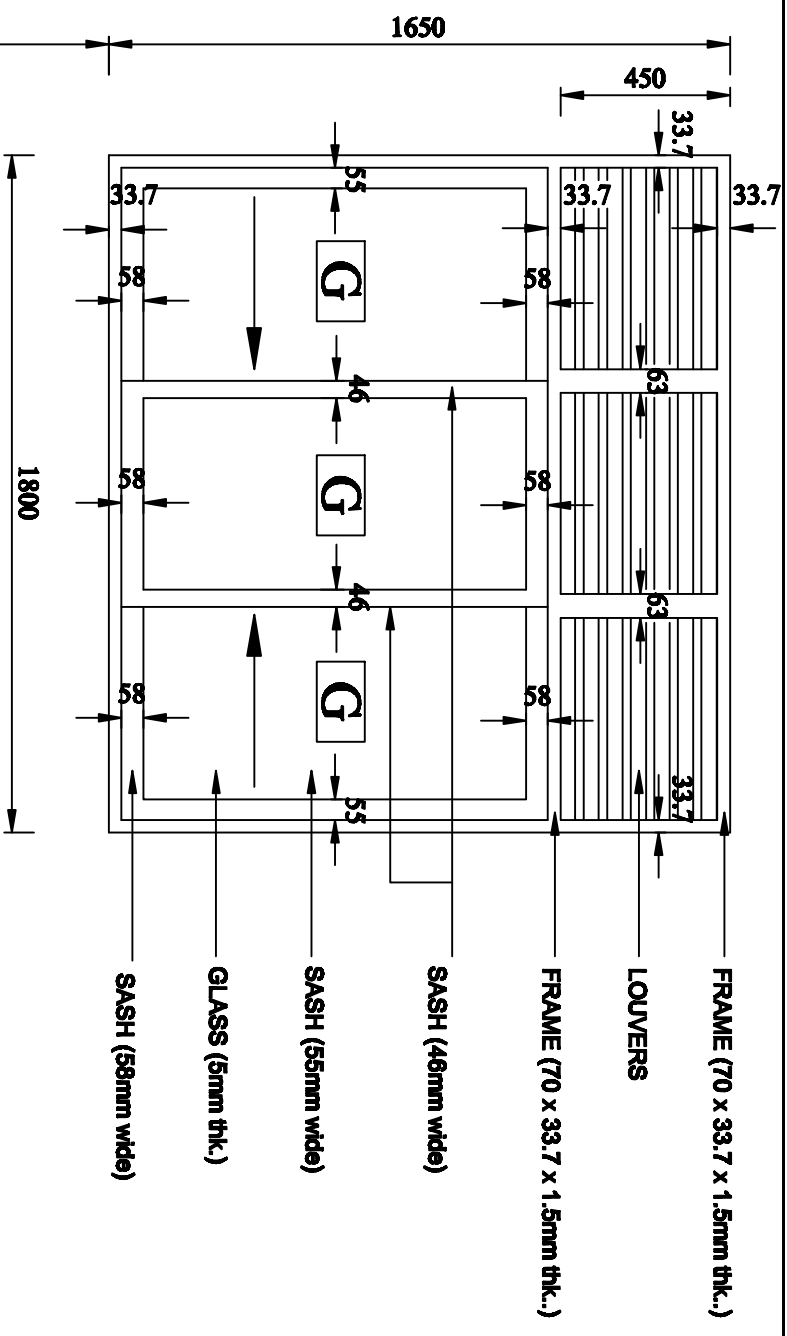 1650
450
33.7
33.7
33.7
33.7
55
58
58
G
46
63
58
58
G
46
63
58
58
G
55
33.7
1800
FRAME (70 x 33.7 x 1.5mm thk..)
LOUVERS
FRAME (70 x 33.7 x 1.5mm thk..)
SASH (46mm wide)
SASH (55mm wide)
GLASS (5mm thk.)
SASH (58mm wide)